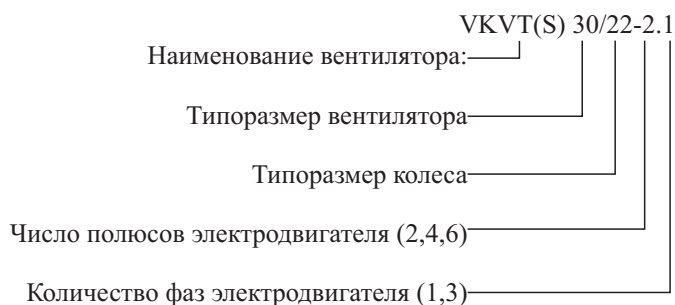 VKVT(S) 30/22-2.1
Наименование вентилятора:
Типоразмер вентилятора
Типоразмер колеса
Число полюсов электродвигателя (2,4,6)
Количество фаз электродвигателя (1,3)